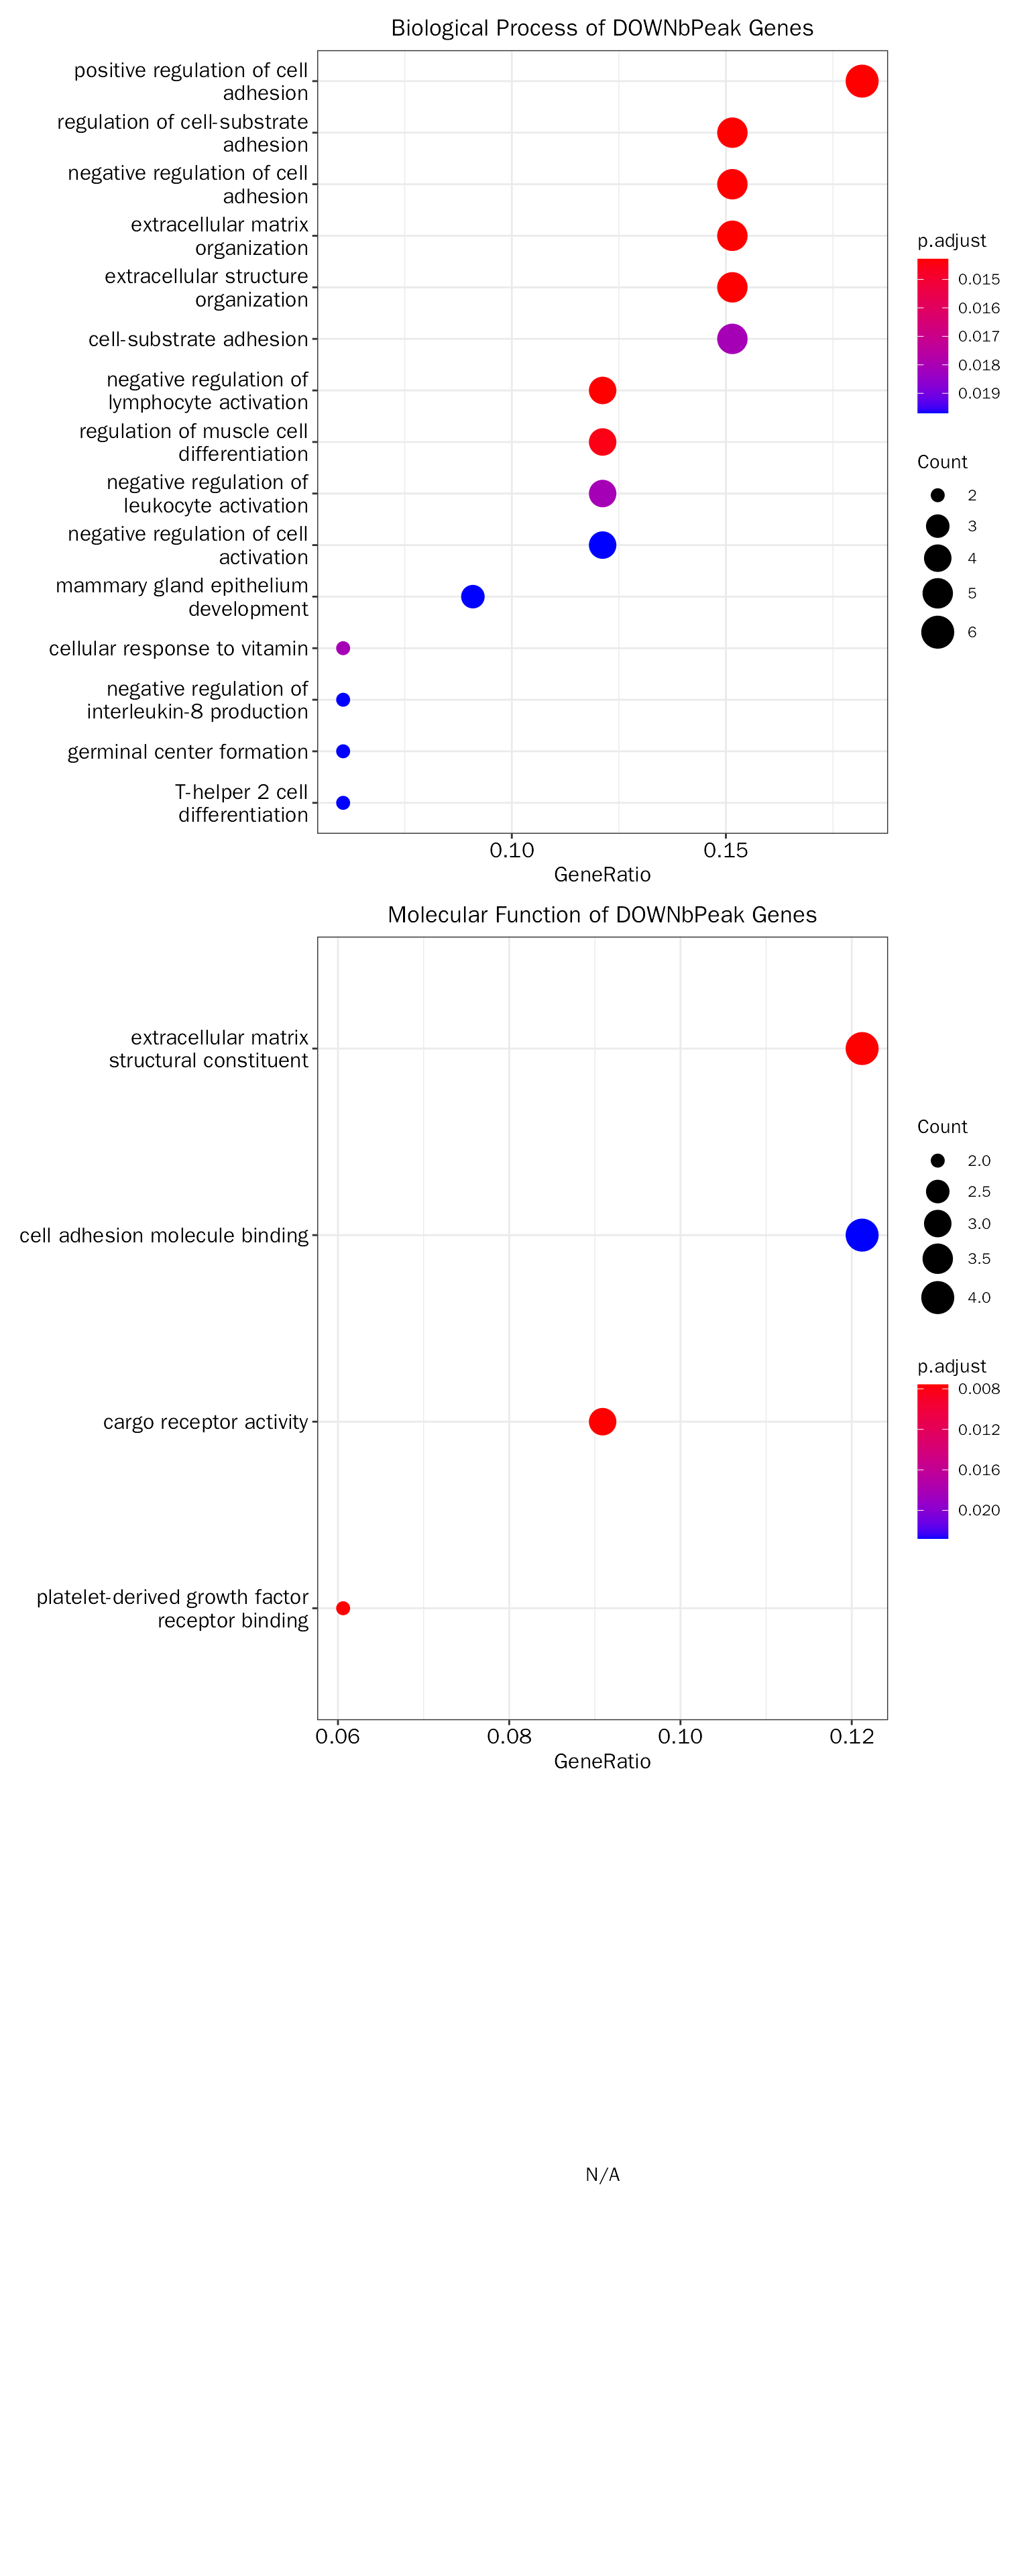 Biological Process of DOWNbPeak Genes
positive regulation of cell
adhesion
regulation of cell-substrate
adhesion
negative regulation of cell
adhesion
extracellular matrix
organization
extracellular structure
organization
cell-substrate adhesion
negative regulation of
lymphocyte activation
regulation of muscle cell
differentiation
negative regulation of
leukocyte activation
negative regulation of cell
activation
mammary gland epithelium
development
cellular response to vitamin
negative regulation of
interleukin-8 production
germinal center formation
T-helper 2 cell
differentiation
0.10 0.15
GeneRatio
p.adjust
0.015
0.016
0.017
0.018
0.019
Count
2
3
4
5
6
Molecular Function of DOWNbPeak Genes
extracellular matrix
structural constituent
cell adhesion molecule binding
cargo receptor activity
platelet-derived growth factor
receptor binding
0.06 0.08 0.10 0.12
GeneRatio
Count
2.0
2.5
3.0
3.5
4.0
p.adjust
0.008
0.012
0.016
0.020
N/A